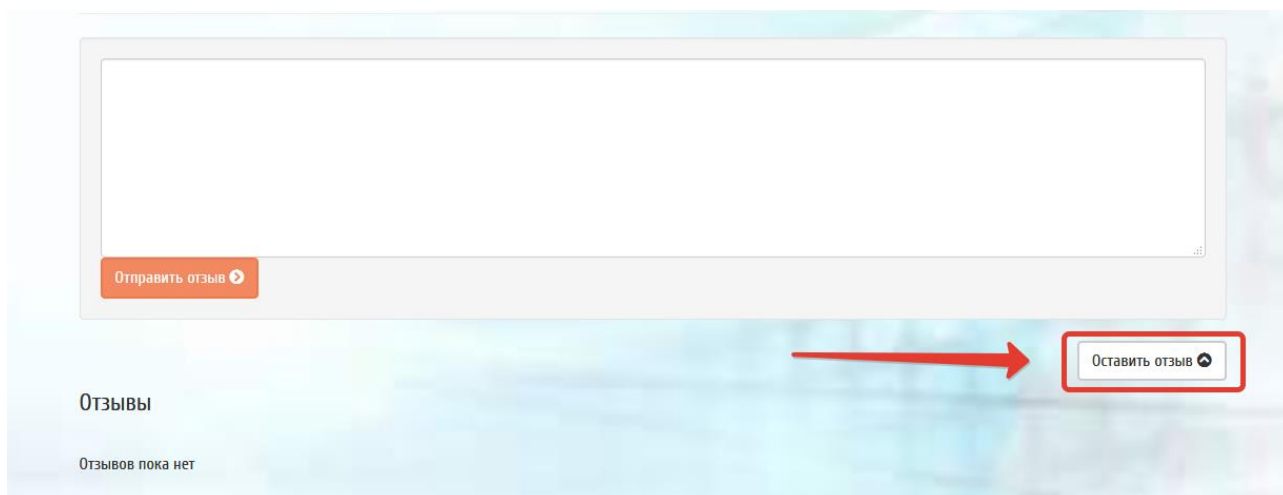 Отправить отзыв
Оставить отзыв
Отзывы
Отзывов пока нет